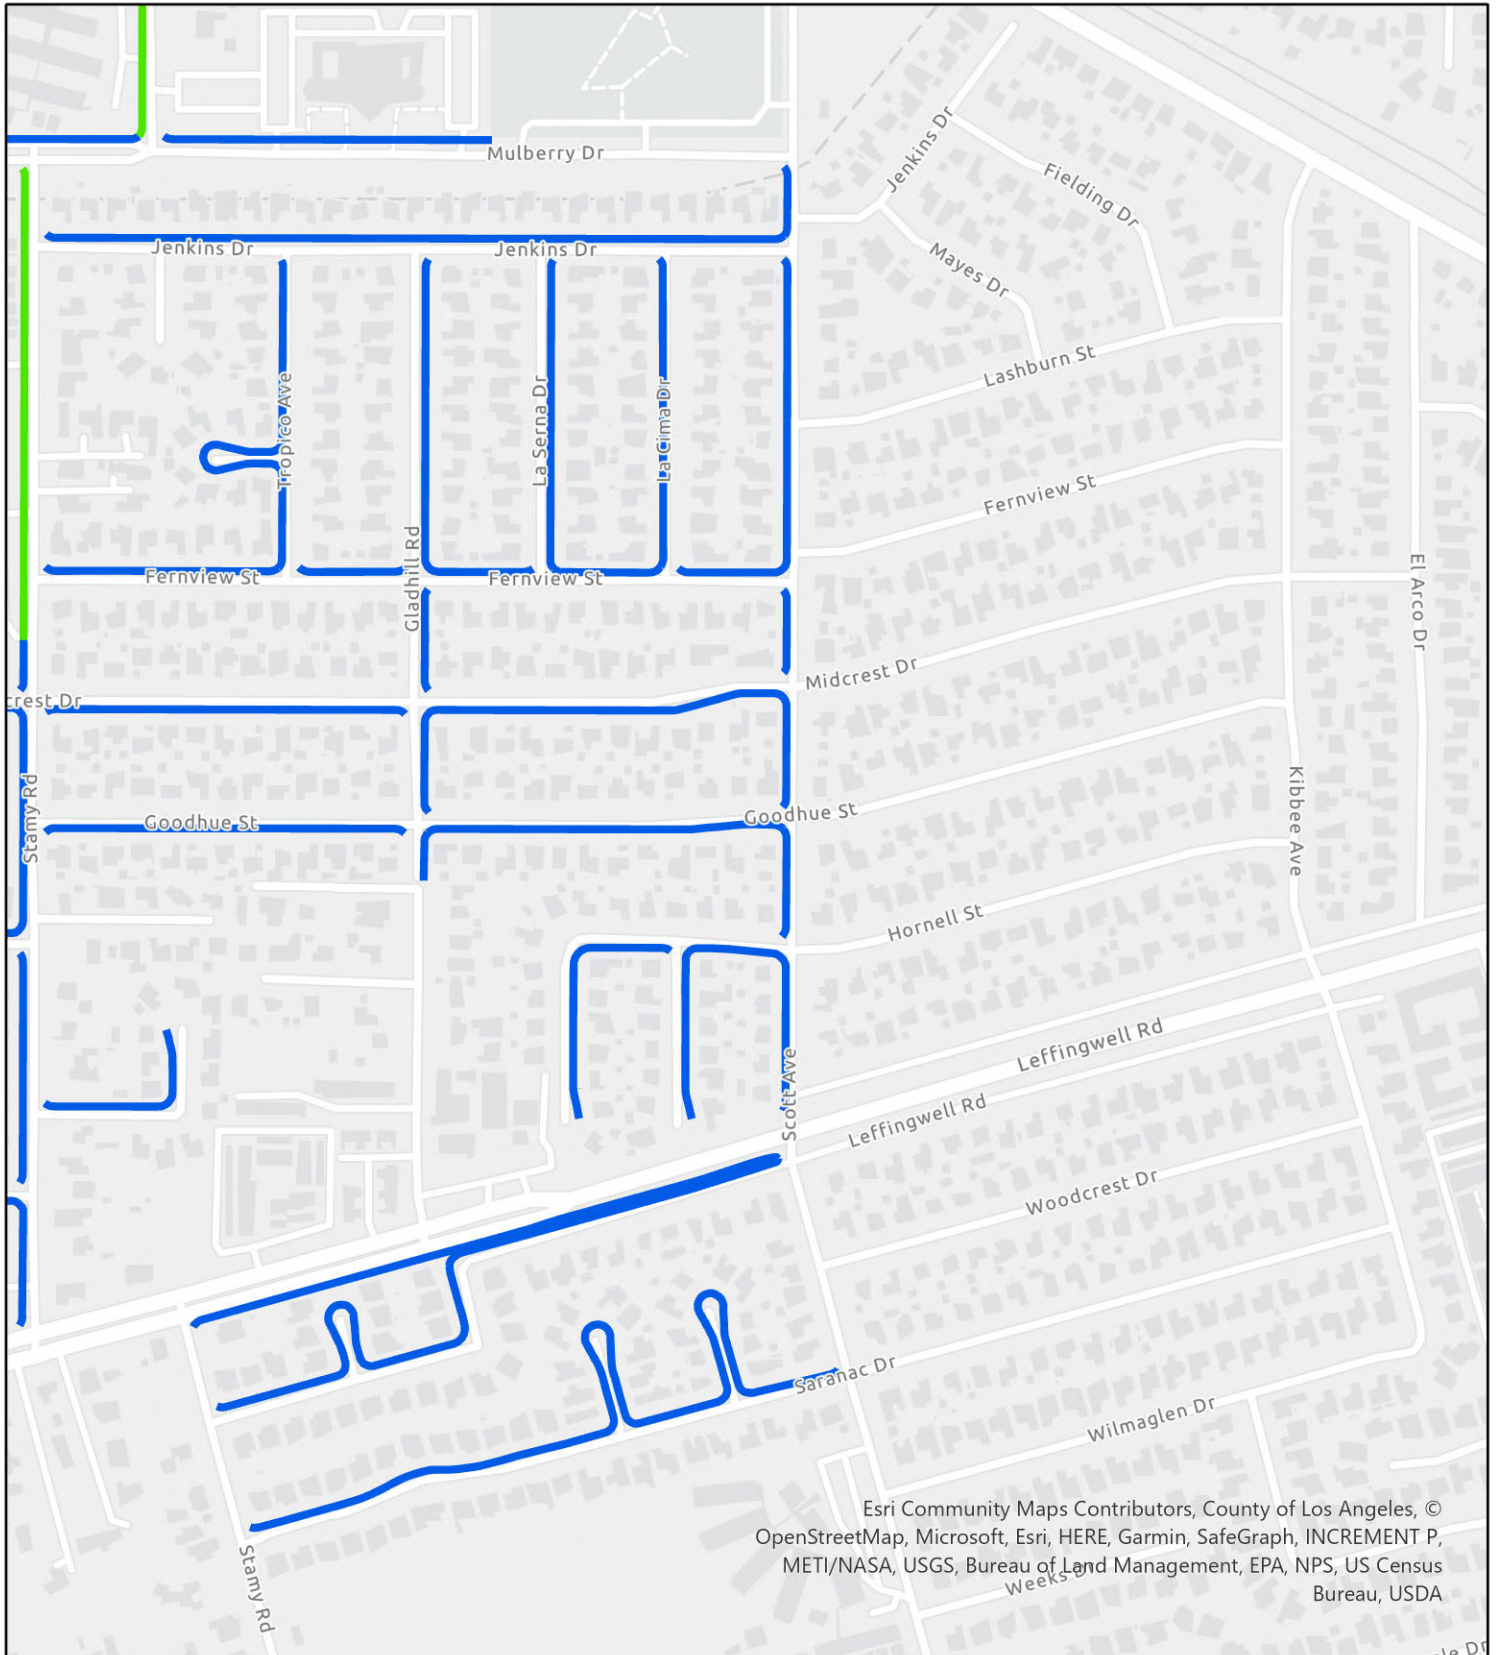 Mulberry Dr
Jenkins Dr
Fielding Dr
Jenkins Dr
Jenkins Dr
Mayes Dr
Lashburn St
Tropico Ave
La Serna Dr
La Cima Dr
Fernview St
Gladhill Rd
Fernview St
Fernview St
El Arco Dr
Midcrest Dr
crest Dr
Stamy Rd
Goodhue St
Goodhue St
Kibbee Ave
Hornell St
Leffingwell Rd
Scott Ave
Leffingwell Rd
Woodcrest Dr
Saranac Dr
Wilmaglen Dr
Stamy Rd
Weeks Dr
Esri Community Maps Contributors, County of Los Angeles, ©
OpenStreetMap, Microsoft, Esri, HERE, Garmin, SafeGraph, INCREMENT P,
METI/NASA, USGS, Bureau of Land Management, EPA, NPS, US Census
Bureau, USDA
le Dr